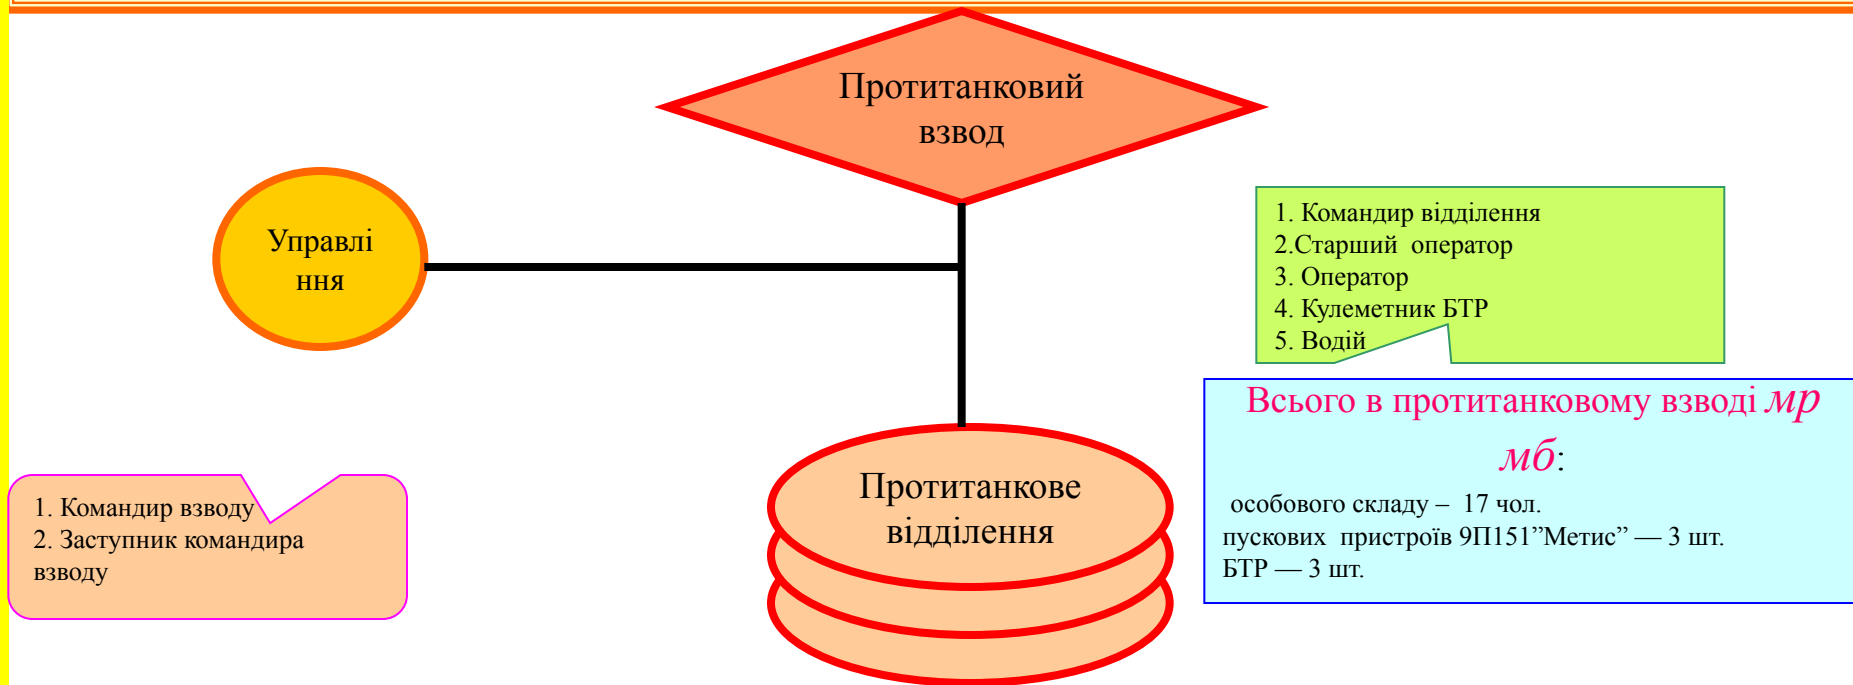 Протитанковий
взвод
Управлі
ння
1. Командир відділення
2.Старший оператор
3. Оператор
4. Кулеметник БТР
5. Водій
Всього в протитанковому взводі мр
мб:
особового складу – 17 чол.
пускових пристроїв 9П151”Метис” — 3 шт.
БТР — 3 шт.
Протитанкове
відділення
1. Командир взводу
2. Заступник командира
взводу